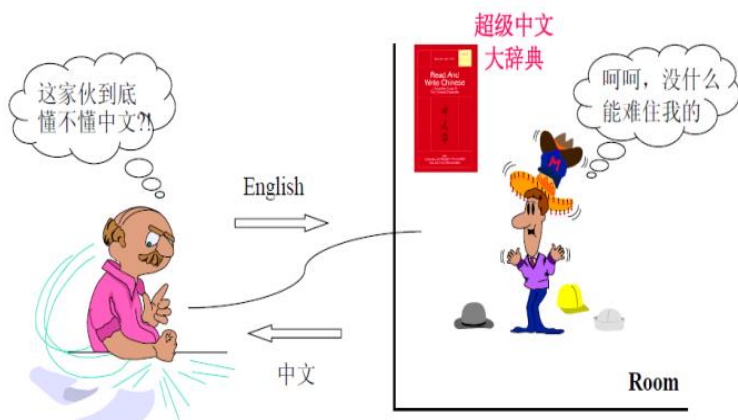 这家伙到底
懂不懂中文?!
English
中文
超级中文
大辞典
Read And
Write Chinese
呵呵，没什么
能难住我的
M
Room